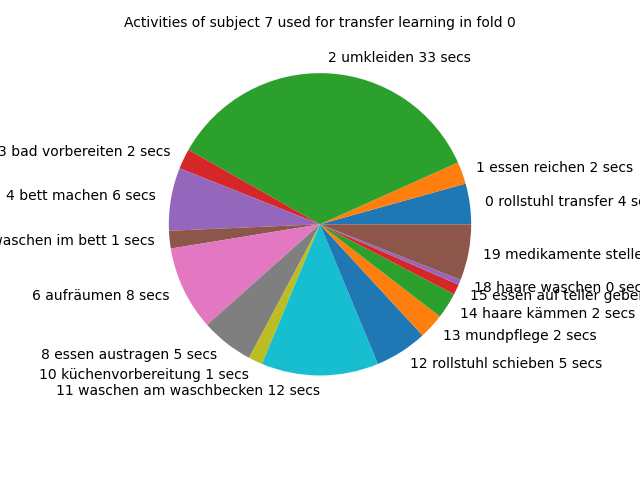 Activities of subject 7 used for transfer learning in fold 0
2 umkleiden 33 secs
3 bad vorbereiten 2 secs
1 essen reichen 2 secs
4 bett machen 6 secs
0 rollstuhl transfer 4
waschen im bett 1 secs
19 medikamente
6 aufräumen 8 secs
18 haare waschen 0
15 essen auf teller
14 haare kämmen 2 secs
13 mundpflege 2 secs
8 essen austragen 5 secs
12 rollstuhl schieben 5 secs
10 küchenvorbereitung 1 secs
11 waschen am waschbecken 12 secs